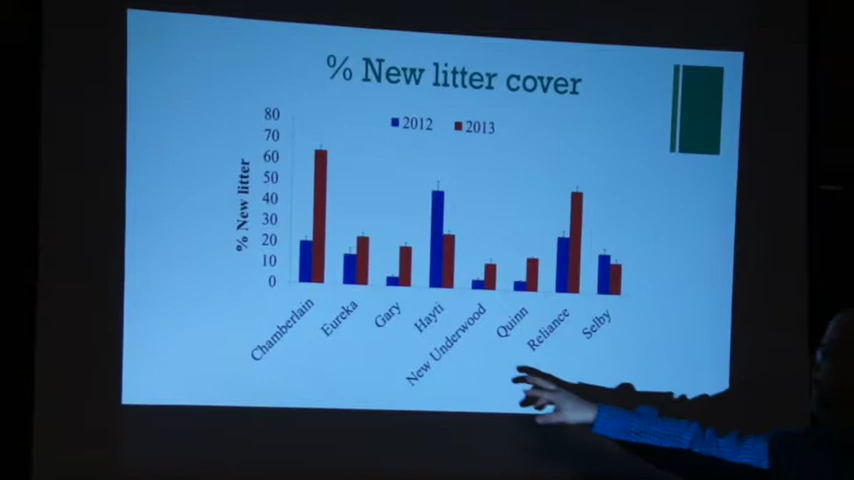 % New litter cover
2012 2013
80
70
60
50
40
30
20
10
0
% New litter
Chamberlain
Eureka
Gary
Hayti
New Underwood
Quinn
Reliance
Selby